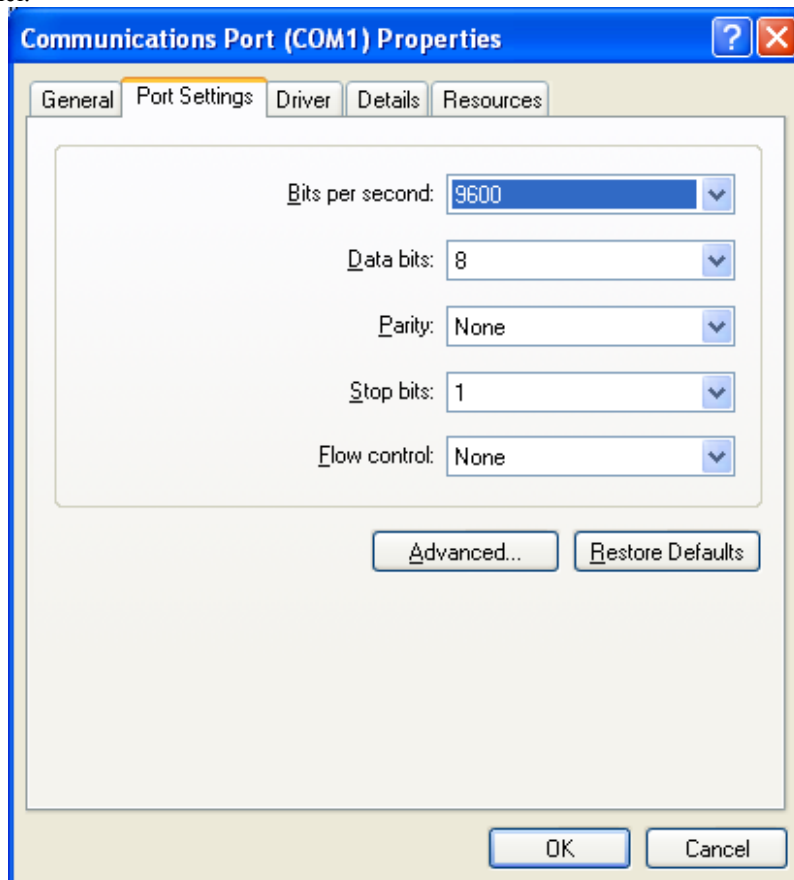 Communications Port (COM1) Properties
?
General Port Settings Driver Details Resources
Bits per second: 9600
Data bits: 8
Parity: None
Stop bits: 1
Flow control: None
Advanced... Restore Defaults
OK Cancel